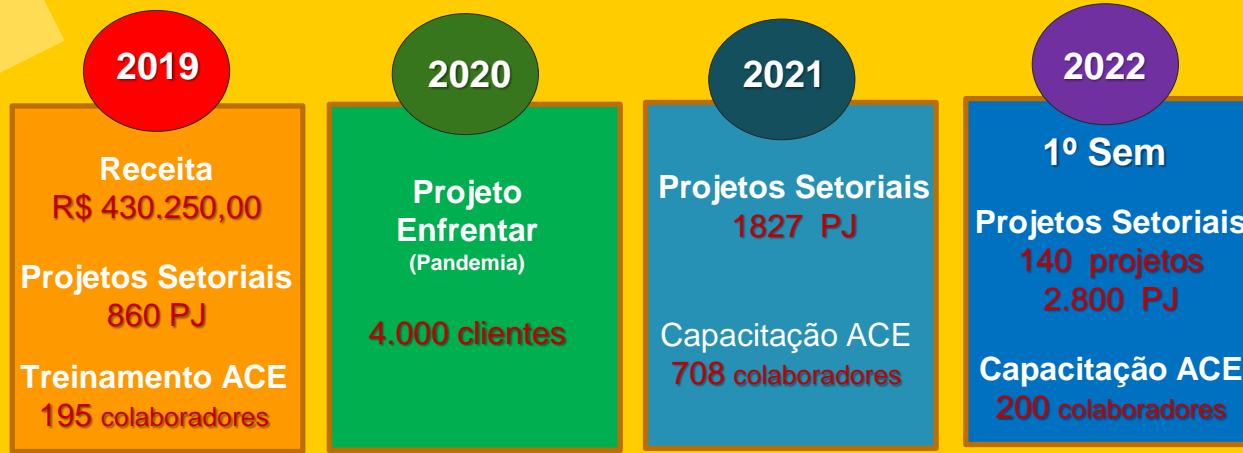 2019
Receita
R$ 430.250,00
Projetos Setoriais
860 PJ
Treinamento ACE
195 colaboradores
2020
Projeto
Enfrentar
(Pandemia)
4.000 clientes
2021
Projetos Setoriais
1827 PJ
Capacitação ACE
708 colaboradores
2022
1º Sem
Projetos Setoriais
140 projetos
2.800 PJ
Capacitação ACE
200 colaboradores